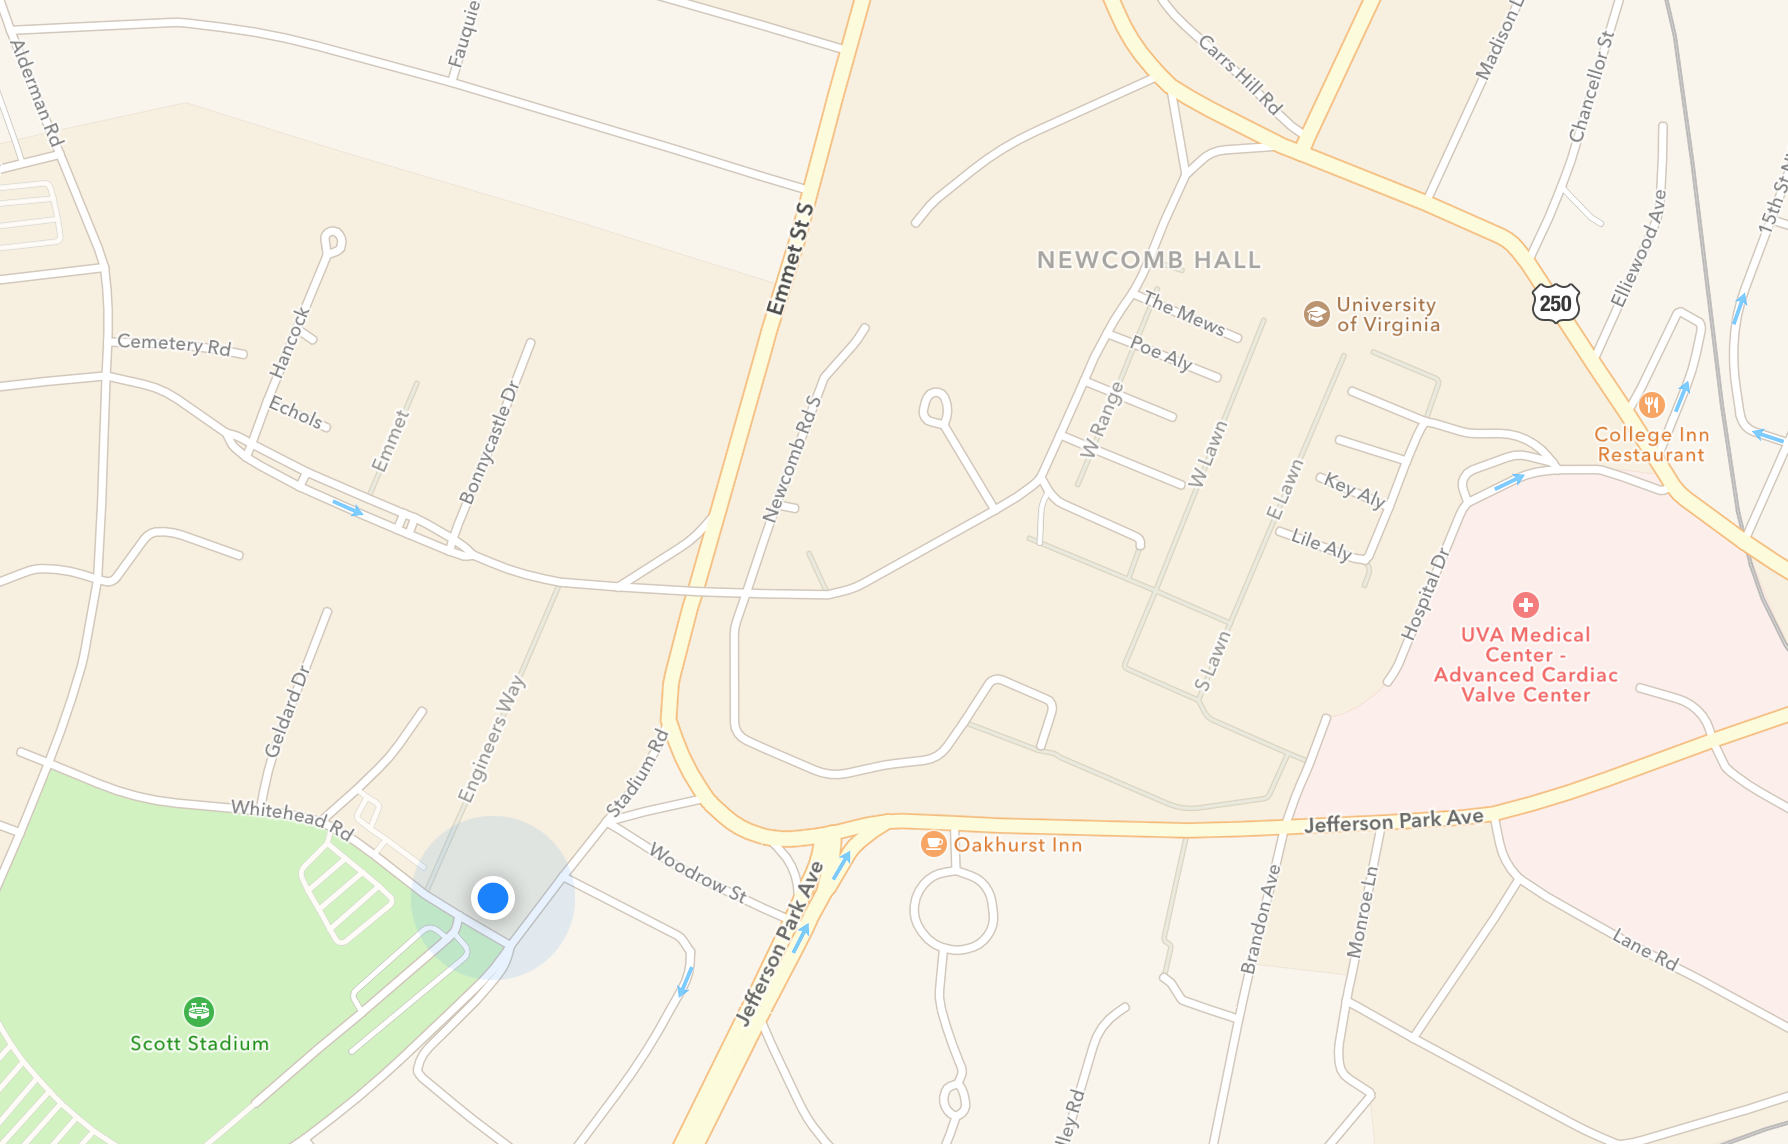 Fauquie
Alderman Rd
Carrs Hill Rd
Madison
Chancellor St
15th St
Elliewood Ave
Emmet St S
NEWCOMB HALL
250
The Mews
University
of Virginia
Hancock
Cemetery Rd
Poe Aly
Echols
Emmet
Bonnycastle Dr
Newcomb Rd S
W Range
W Lawn
E Lawn
Key Aly
Lile Aly
College Inn
Restaurant
Hospital Dr
UVA Medical
Center -
Advanced Cardiac
Valve Center
S Lawn
Geldard Dr
Engineers Way
Stadium Rd
Whitehead Rd
Woodrow St
Jefferson Park Ave
Oakhurst Inn
Jefferson Park Ave
Brandon Ave
Monroe Ln
Lane Rd
Scott Stadium
lley Rd